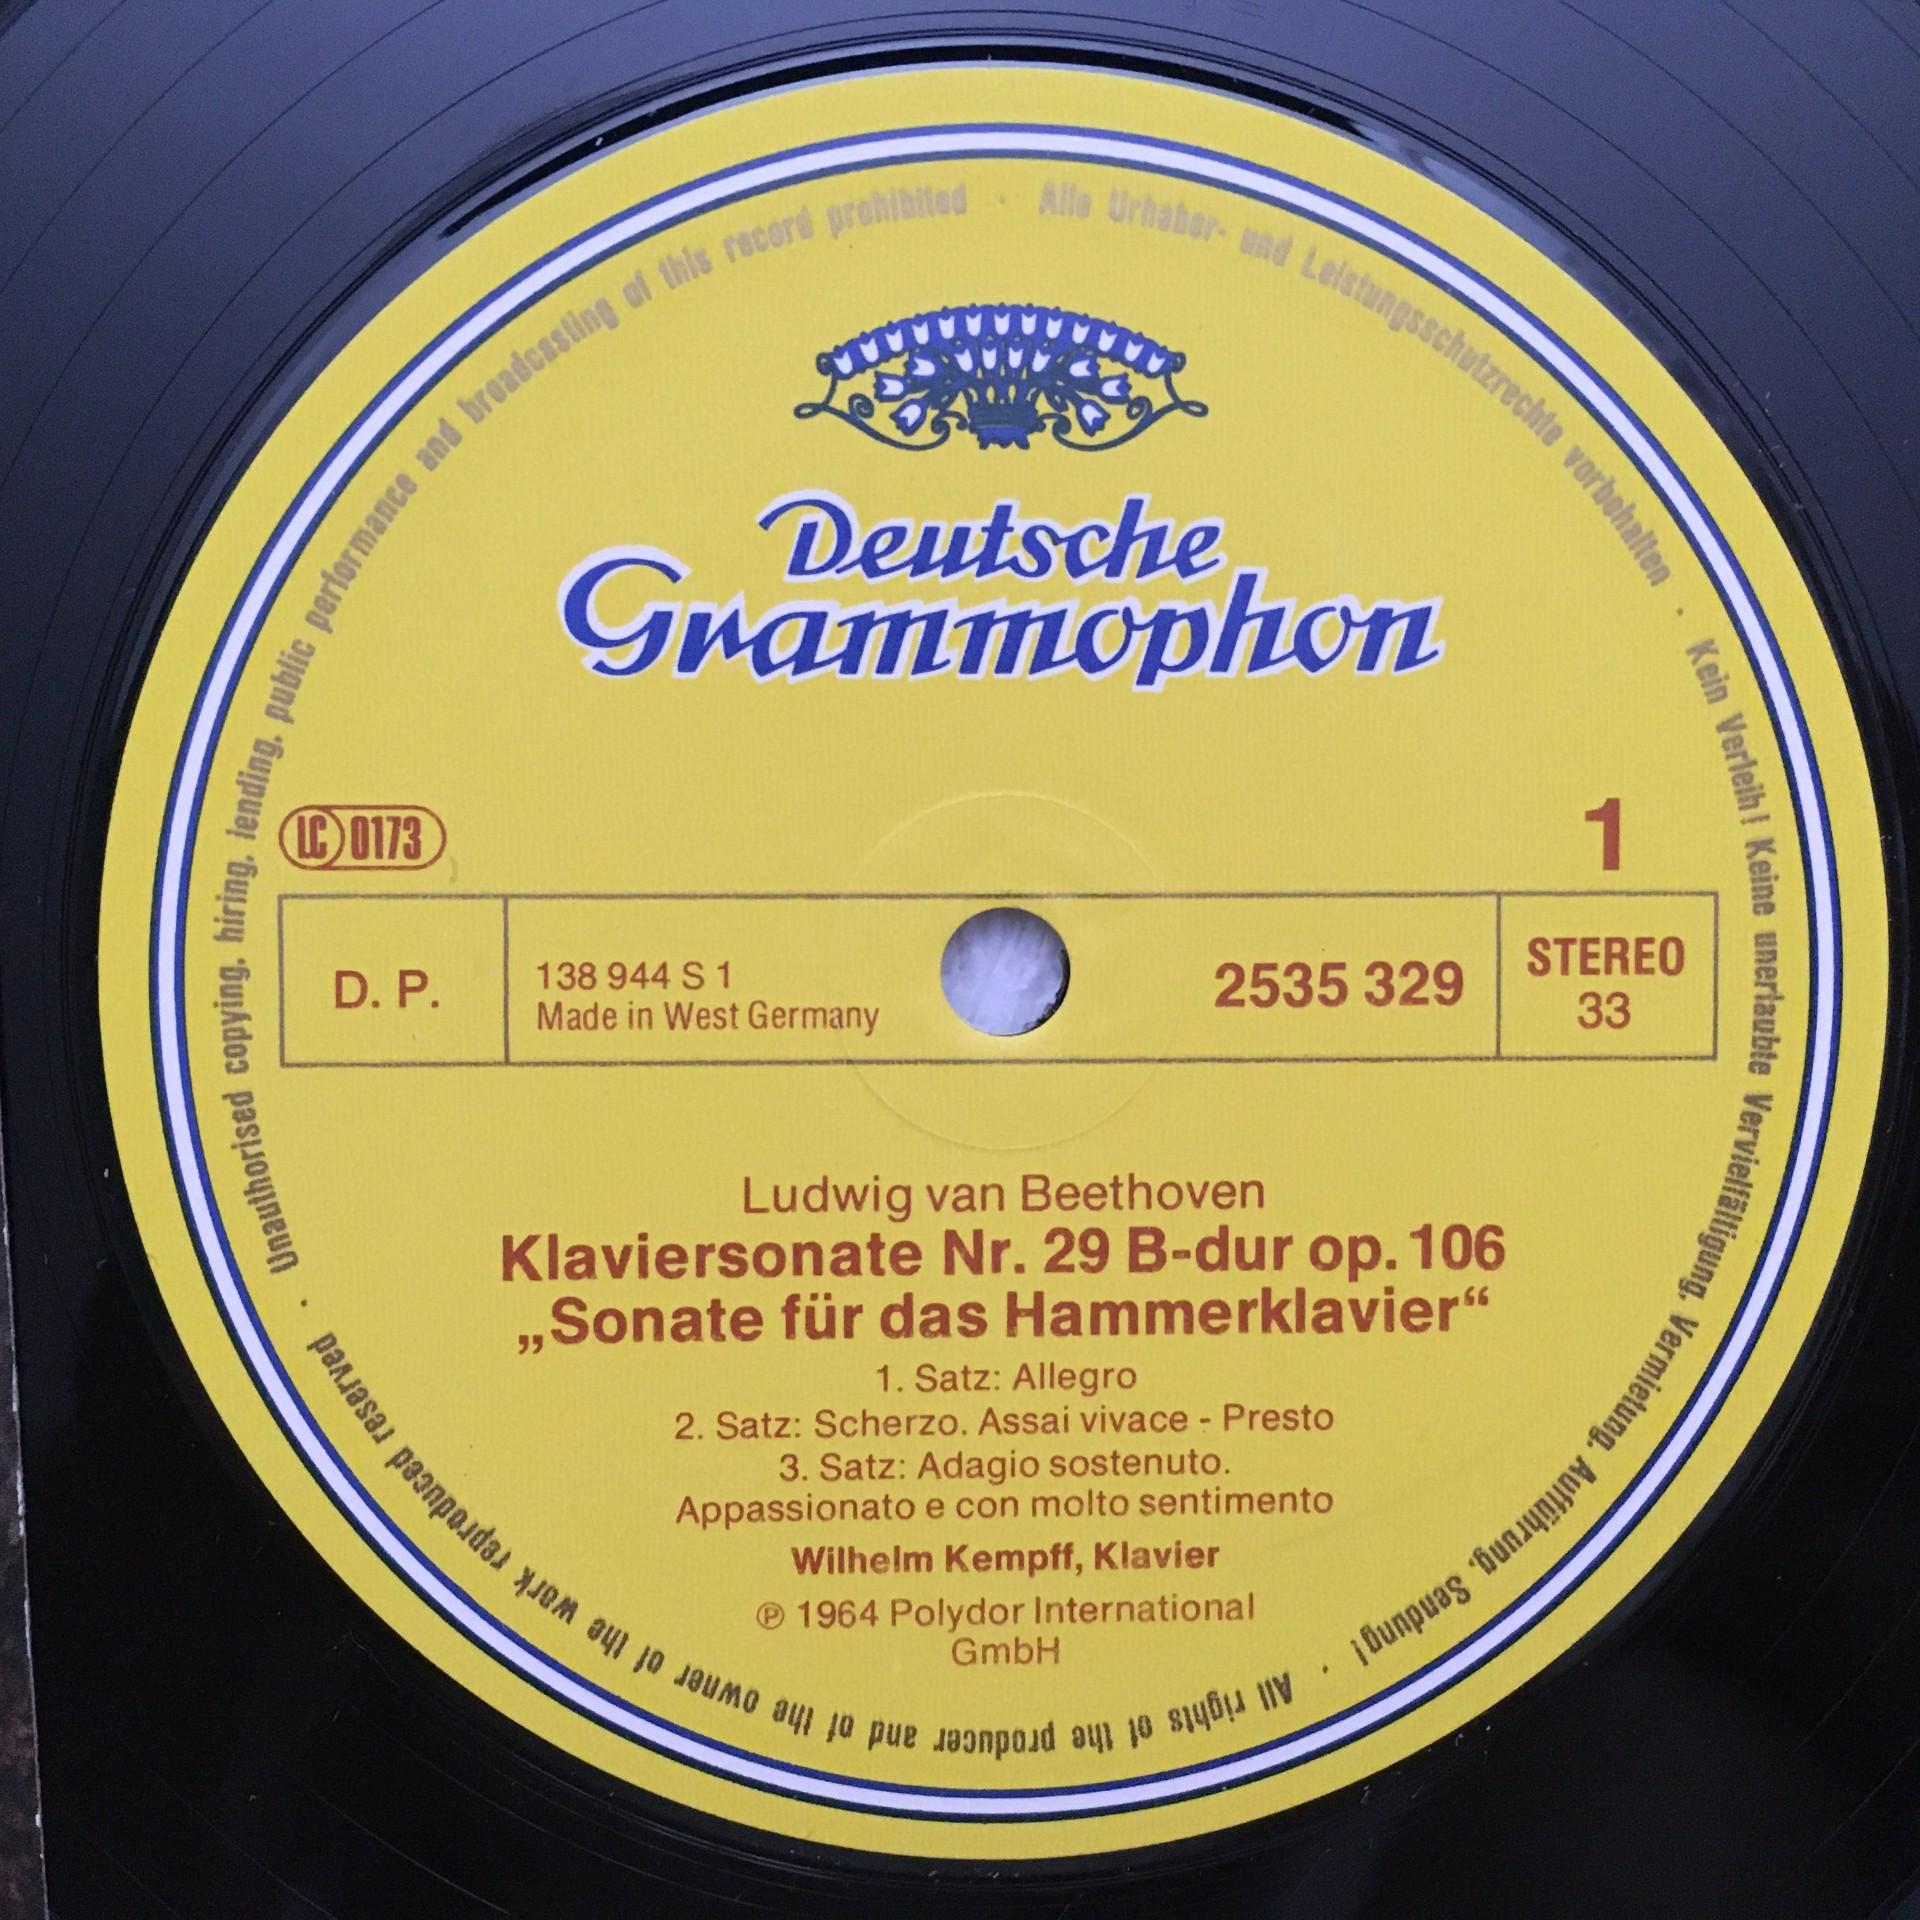 Deutsche
Grammophon
LC 0173
1
D. P.
138 944 S 1
Made in West Germany
2535 329
STEREO
33
Ludwig van Beethoven
Klaviersonate Nr. 29 B-dur op. 106
„Sonate für das Hammerklavier“
1. Satz: Allegro
2. Satz: Scherzo. Assai vivace - Presto
3. Satz: Adagio sostenuto.
Appassionato e con molto sentimento
Wilhelm Kempff, Klavier
℗ 1964 Polydor International
GmbH
Alle Urheber- und Leistungsschutzrechte vorbehalten · Kein Verleih! Keine unerlaubte Vervielfältigung, Vermietung, Aufführung, Sendung! · All rights of the producer and of the owner of the work reproduced reserved · Unauthorised copying, hiring, lending, public performance and broadcasting of this record prohibited ·